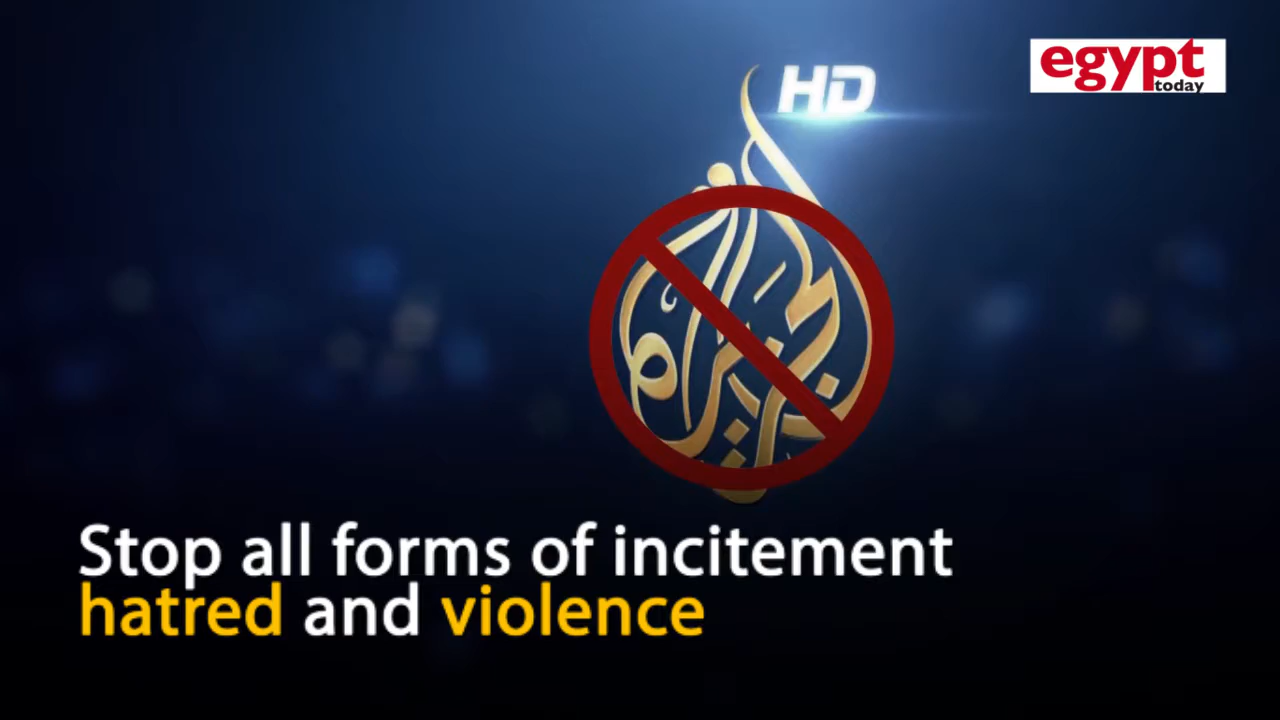 HD
egypt
today
الجزيرة
Stop all forms of incitement
hatred and violence